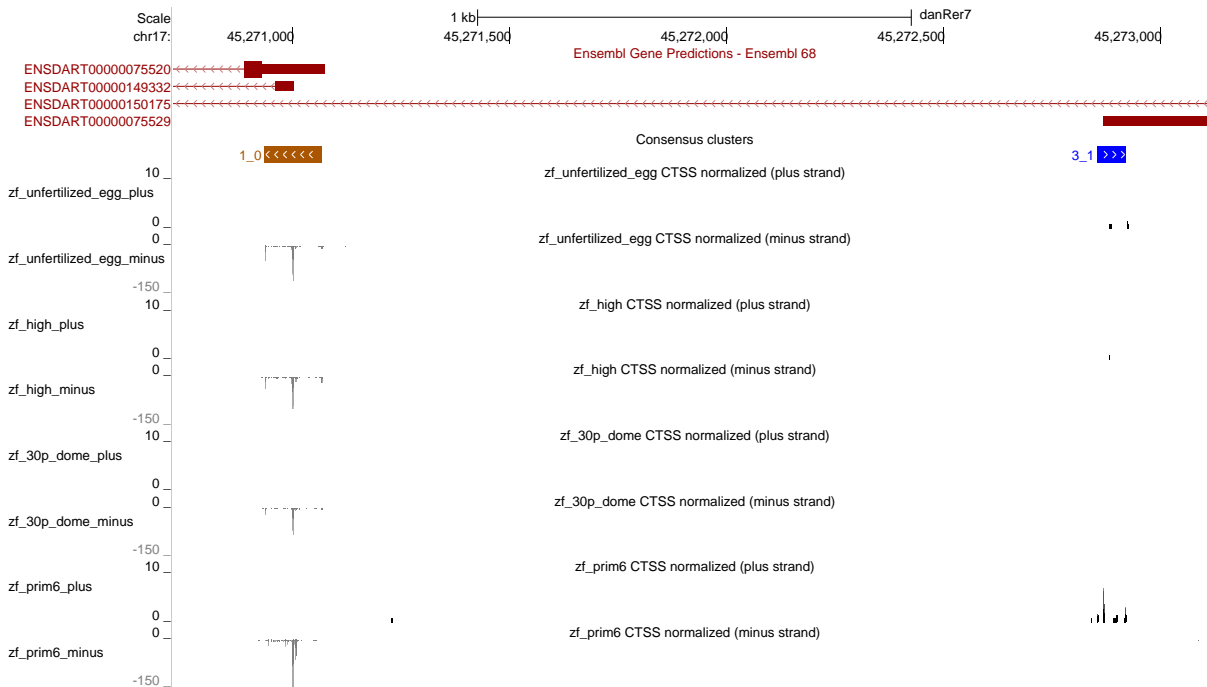 Scale 1 kb danRer7
chr17: 45,271,000 45,271,500 45,272,000 45,272,500 45,273,000
Ensembl Gene Predictions - Ensembl 68
ENSDART00000075520
ENSDART00000149332
ENSDART00000150175
ENSDART00000075529
Consensus clusters
1_0 3_1
zf_unfertilized_egg CTSS normalized (plus strand)
10 _
zf_unfertilized_egg_plus
0 _
zf_unfertilized_egg CTSS normalized (minus strand)
0 _
zf_unfertilized_egg_minus
-150 _
zf_high CTSS normalized (plus strand)
10 _
zf_high_plus
0 _
zf_high CTSS normalized (minus strand)
0 _
zf_high_minus
-150 _
zf_30p_dome CTSS normalized (plus strand)
10 _
zf_30p_dome_plus
0 _
zf_30p_dome CTSS normalized (minus strand)
0 _
zf_30p_dome_minus
-150 _
zf_prim6 CTSS normalized (plus strand)
10 _
zf_prim6_plus
0 _
zf_prim6 CTSS normalized (minus strand)
0 _
zf_prim6_minus
-150 _